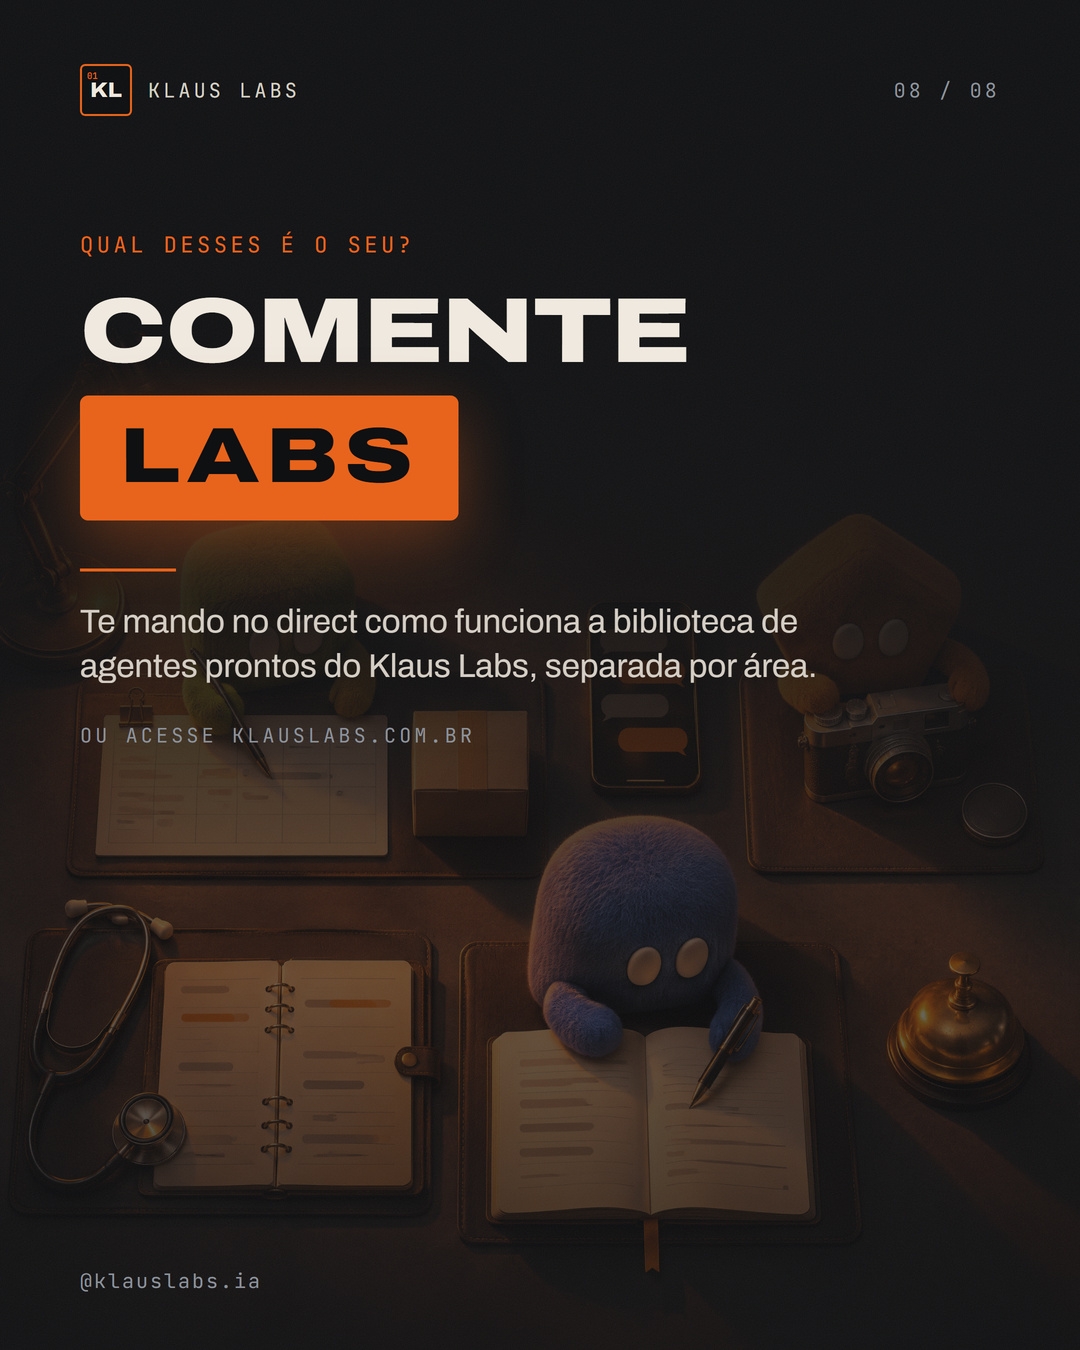 01
KL
KLAUS LABS
08 / 08
QUAL DESSES É O SEU?
COMENTE
LABS
Te mando no direct como funciona a biblioteca de
agentes prontos do Klaus Labs, separada por área.
OU ACESSE KLAUSLABS.COM.BR
@klauslabs.ia